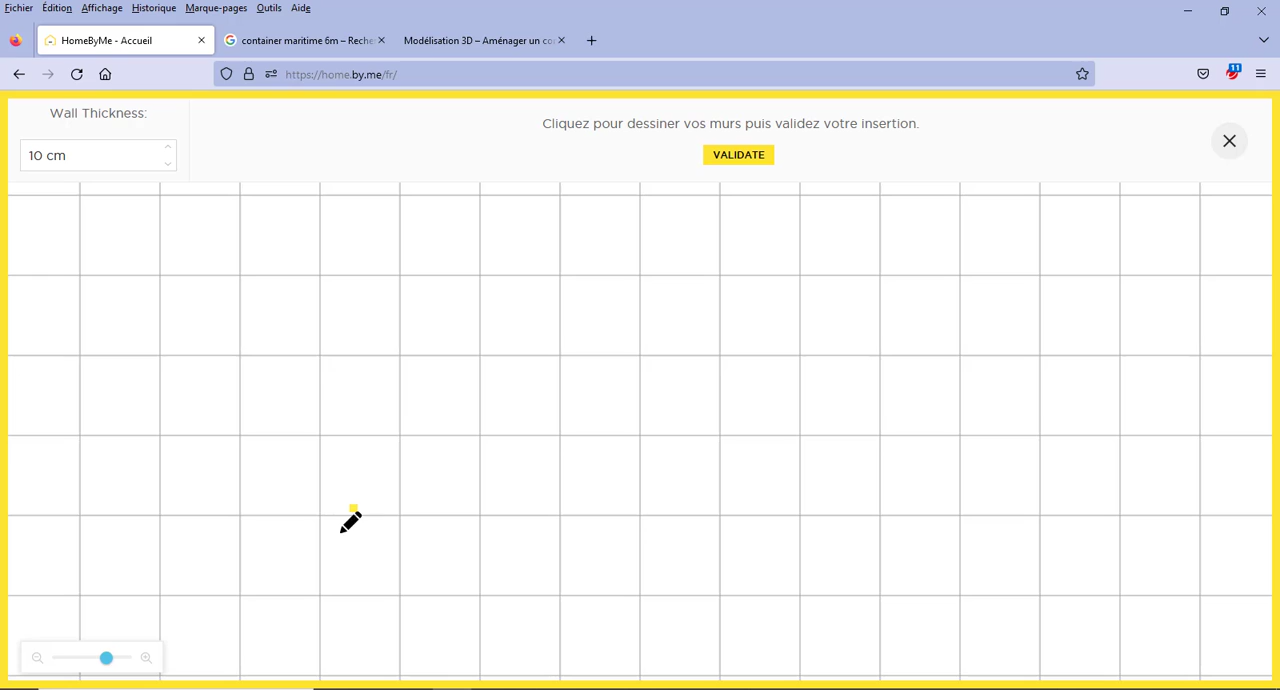 Fichier Édition Affichage Historique Marque-pages Outils Aide
HomeByMe - Accueil
container maritime 6m – Reche
Modélisation 3D – Aménager un co
https://home.by.me/fr/
11
Wall Thickness:
10 cm
Cliquez pour dessiner vos murs puis validez votre insertion.
VALIDATE